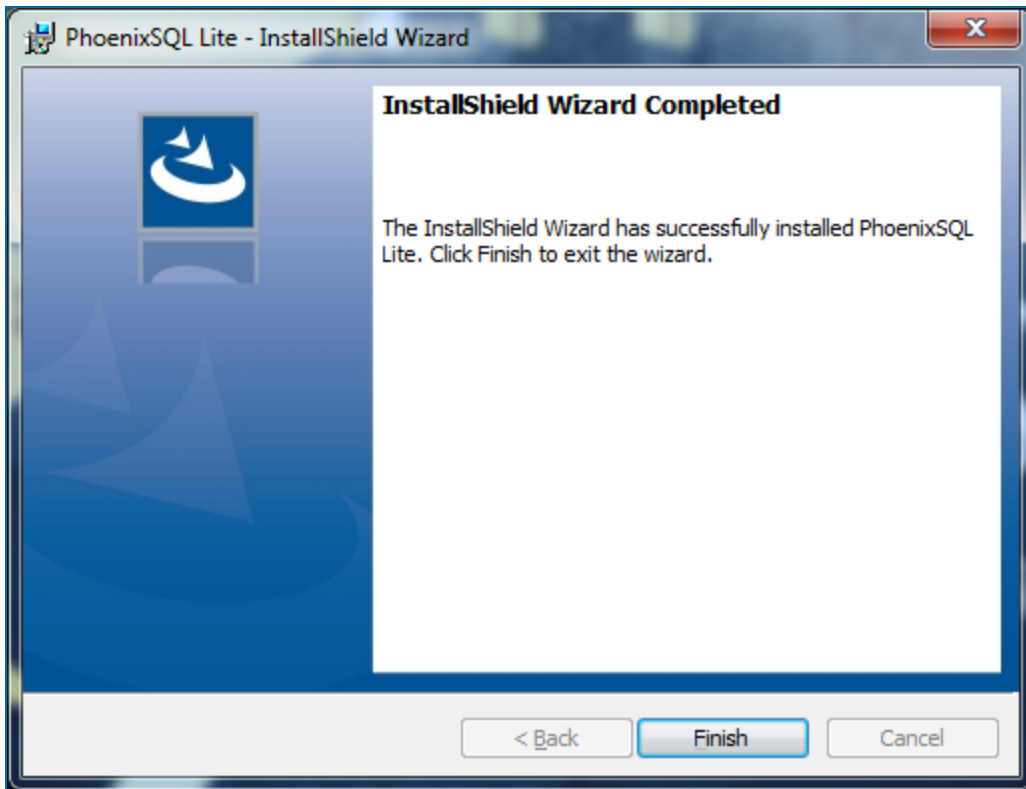 PhoenixSQL Lite - InstallShield Wizard
InstallShield Wizard Completed
The InstallShield Wizard has successfully installed PhoenixSQL
Lite. Click Finish to exit the wizard.
< Back
Finish
Cancel